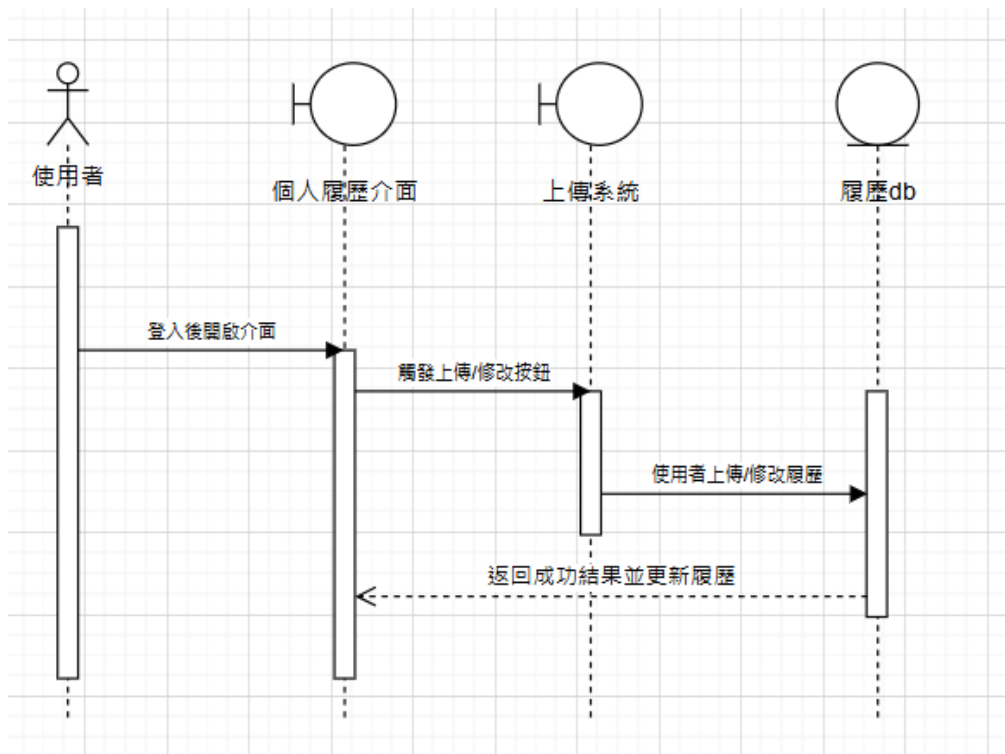 使用者
個人履歷介面
上傳系統
履歷db
登入後開啟介面
觸發上傳/修改按鈕
使用者上傳/修改履歷
返回成功結果並更新履歷